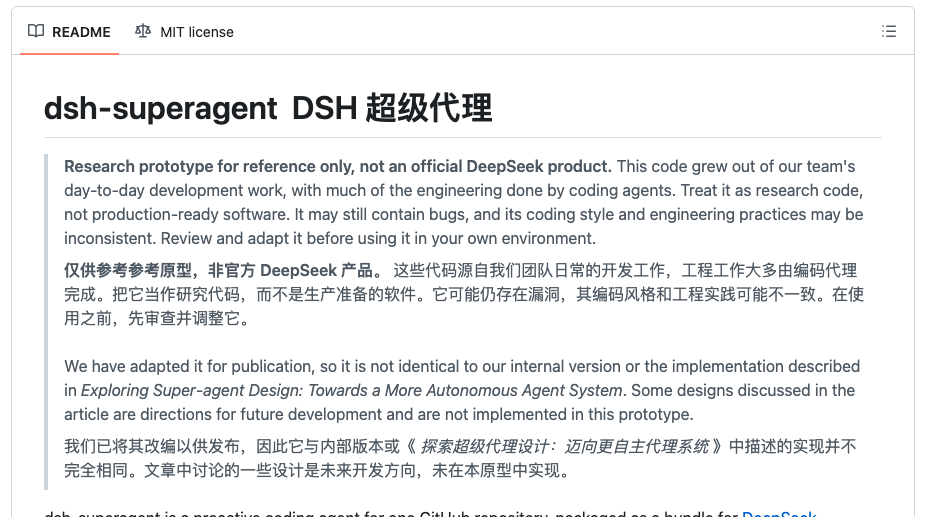 README MIT license
dsh-superagent DSH 超级代理
Research prototype for reference only, not an official DeepSeek product. This code grew out of our team's
day-to-day development work, with much of the engineering done by coding agents. Treat it as research code,
not production-ready software. It may still contain bugs, and its coding style and engineering practices may be
inconsistent. Review and adapt it before using it in your own environment.
仅供参考参考原型，非官方 DeepSeek 产品。 这些代码源自我们团队日常的开发工作，工程工作大多由编码代理
完成。把它当作研究代码，而不是生产准备的软件。它可能仍存在漏洞，其编码风格和工程实践可能不一致。在使
用之前，先审查并调整它。
We have adapted it for publication, so it is not identical to our internal version or the implementation described
in Exploring Super-agent Design: Towards a More Autonomous Agent System. Some designs discussed in the
article are directions for future development and are not implemented in this prototype.
我们已将其改编以供发布，因此它与内部版本或《 探索超级代理设计：迈向更自主代理系统 》中描述的实现并不
完全相同。文章中讨论的一些设计是未来开发方向，未在本原型中实现。
dsh-superagent is a proactive coding agent for one GitHub repository, packaged as a bundle for DeepSeek